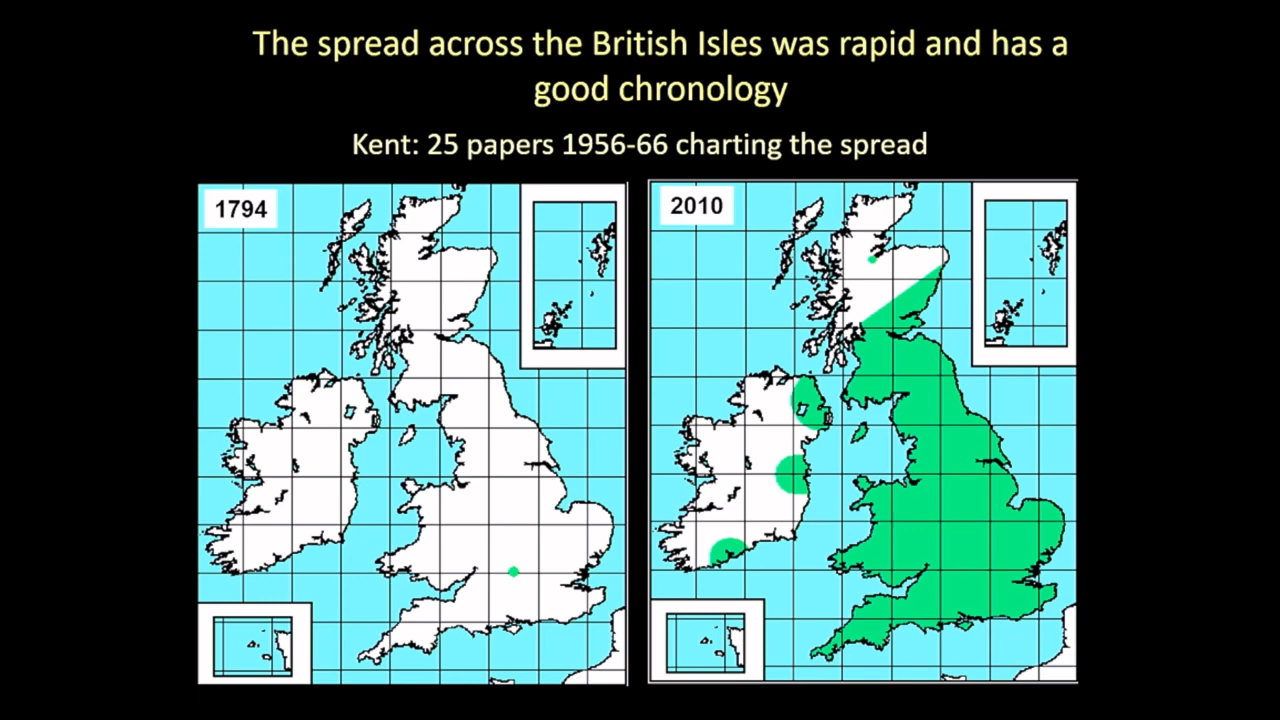 The spread across the British Isles was rapid and has a
good chronology
Kent: 25 papers 1956-66 charting the spread
1794
2010